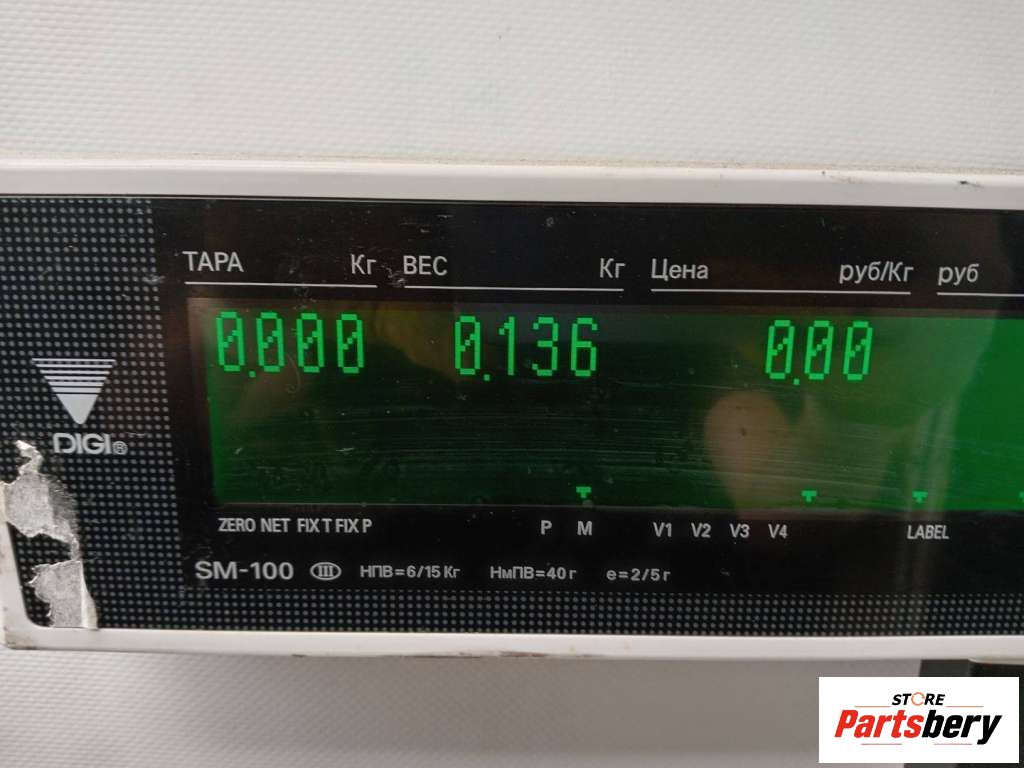 ТАРА Кг ВЕС Кг Цена руб/Кг руб
0.000 0.136 0.00
DIGI®
ZERO NET FIX T FIX P P M V1 V2 V3 V4 LABEL
SM-100 III НПВ=6/15 Кг НмПВ=40 г e=2/5 г
STORE
Partsbery